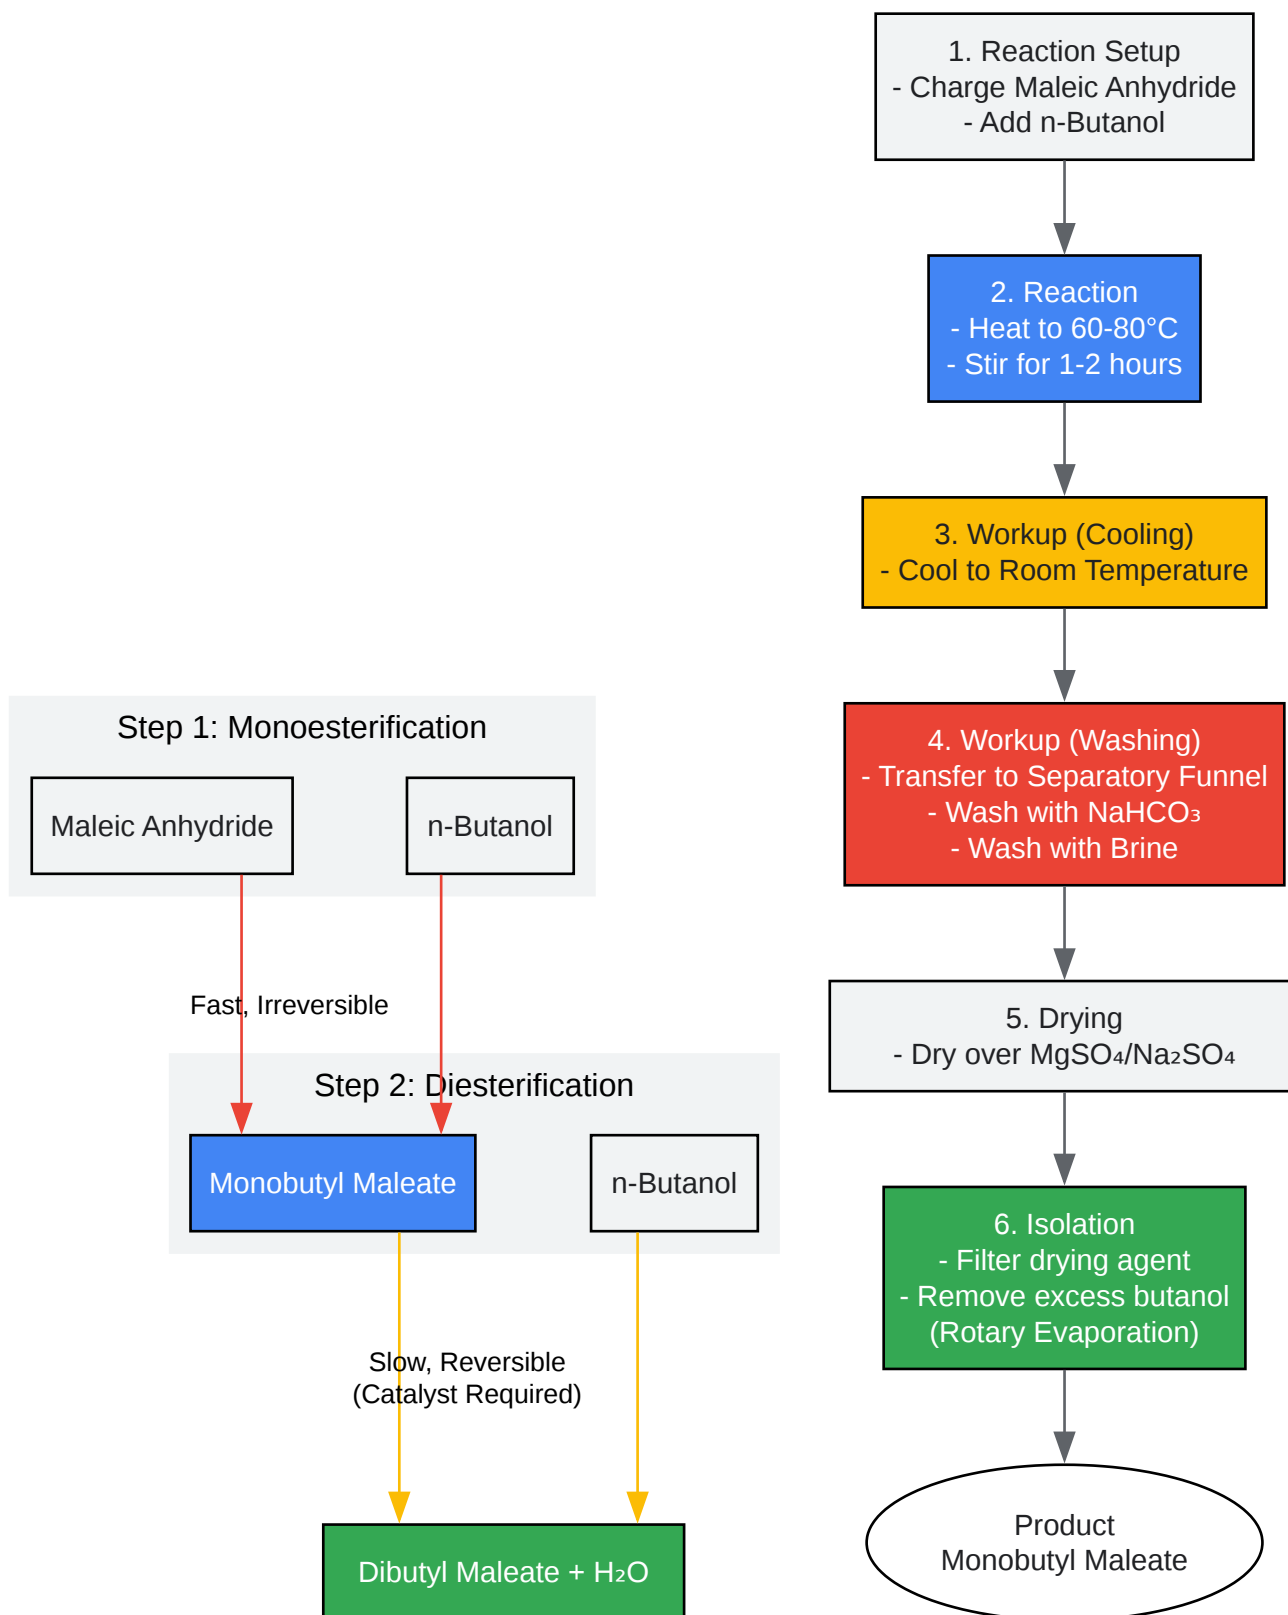 1. Reaction Setup
- Charge Maleic Anhydride
- Add n-Butanol
2. Reaction
- Heat to 60-80°C
- Stir for 1-2 hours
3. Workup (Cooling)
- Cool to Room Temperature
4. Workup (Washing)
- Transfer to Separatory Funnel
- Wash with NaHCO₃
- Wash with Brine
5. Drying
- Dry over MgSO₄/Na₂SO₄
6. Isolation
- Filter drying agent
- Remove excess butanol
(Rotary Evaporation)
Product
Monobutyl Maleate
Step 1: Monoesterification
Maleic Anhydride
n-Butanol
Fast, Irreversible
Step 2: Diesterification
Monobutyl Maleate
n-Butanol
Slow, Reversible
(Catalyst Required)
Dibutyl Maleate + H₂O